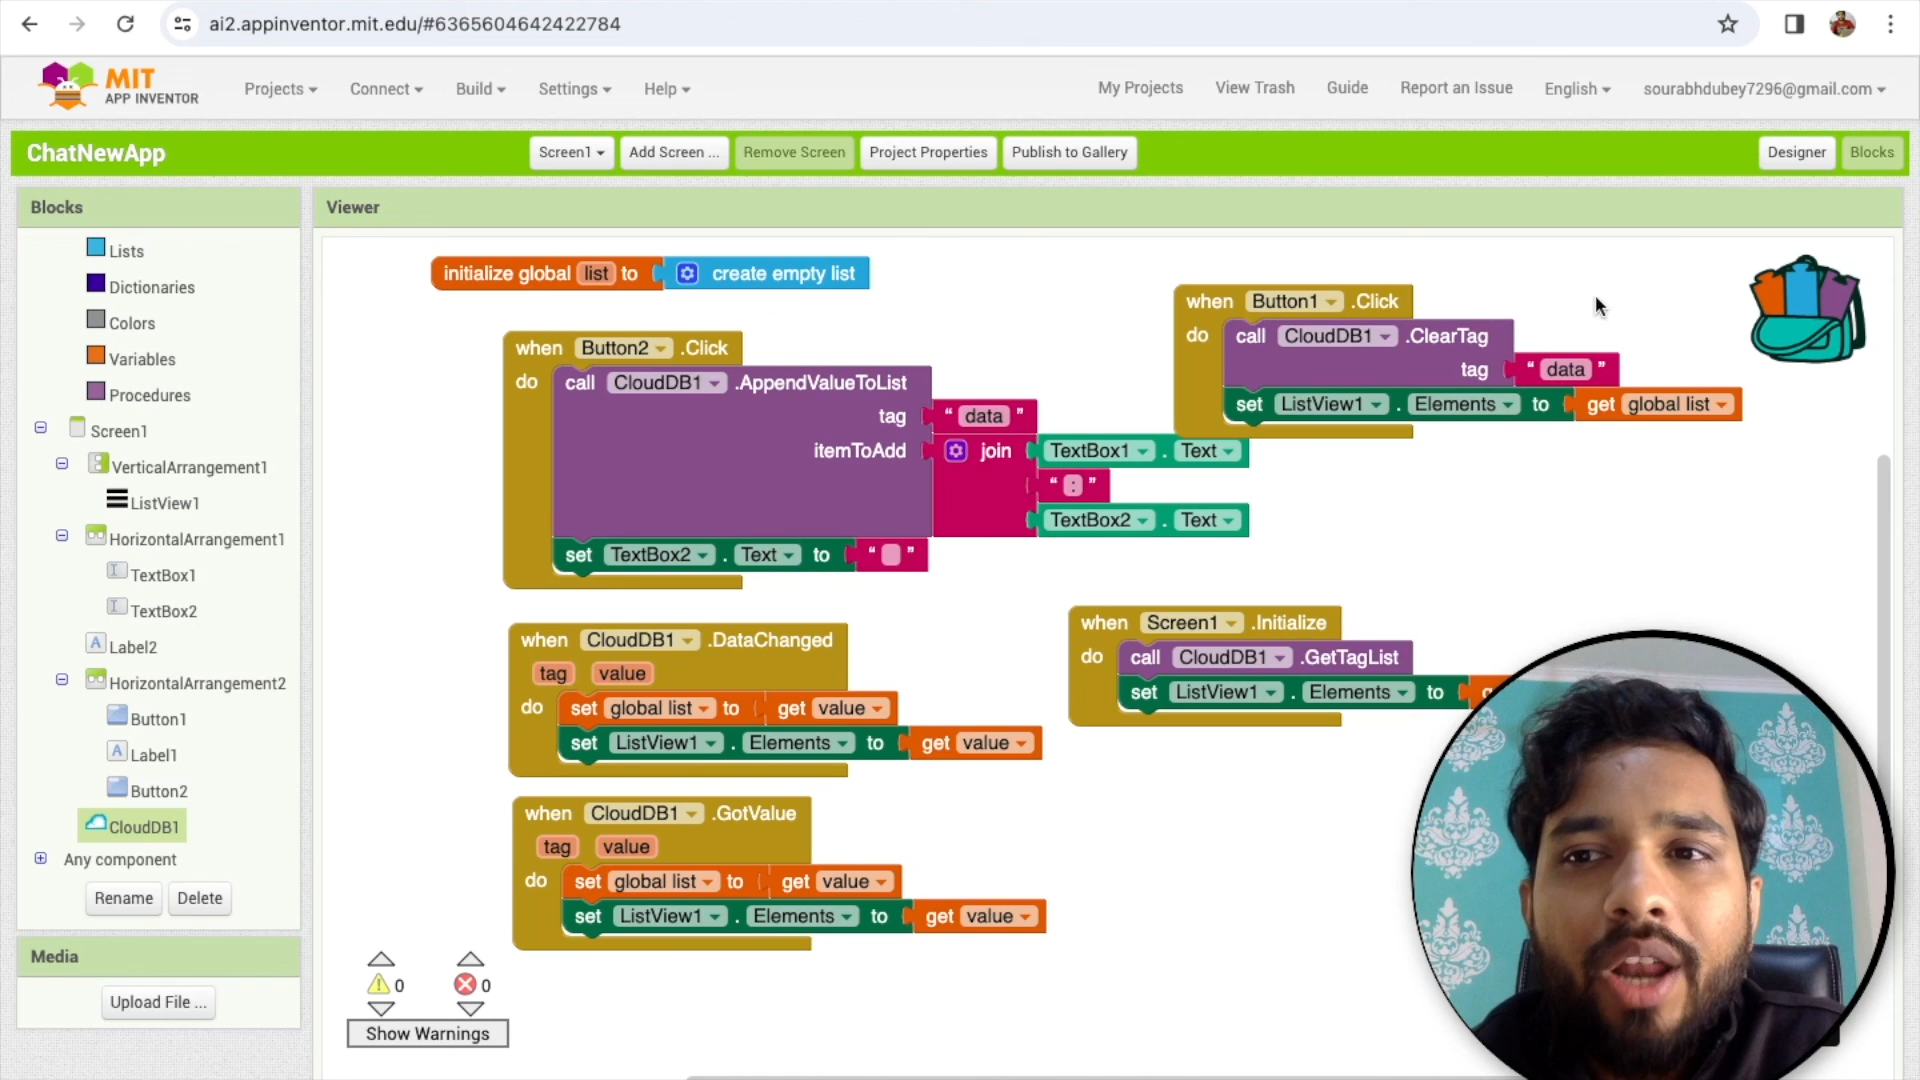 ai2.appinventor.mit.edu/#6365604642422784
MIT
APP INVENTOR
Projects
Connect
Build
Settings
Help
My Projects
View Trash
Guide
Report an Issue
English
sourabhdubey7296@gmail.com
ChatNewApp
Screen1
Add Screen ...
Remove Screen
Project Properties
Publish to Gallery
Designer
Blocks
Blocks
Lists
Dictionaries
Colors
Variables
Procedures
Screen1
VerticalArrangement1
ListView1
HorizontalArrangement1
TextBox1
TextBox2
Label2
HorizontalArrangement2
Button1
Label1
Button2
CloudDB1
Any component
Rename
Delete
Media
Upload File ...
Viewer
initialize global list to create empty list
when Button2 .Click
do call CloudDB1 .AppendValueToList
tag " data "
itemToAdd join TextBox1 . Text
" : "
TextBox2 . Text
set TextBox2 . Text to " "
when Button1 .Click
do call CloudDB1 .ClearTag
tag " data "
set ListView1 . Elements to get global list
when CloudDB1 .DataChanged
tag value
do set global list to get value
set ListView1 . Elements to get value
when Screen1 .Initialize
do call CloudDB1 .GetTagList
set ListView1 . Elements to
when CloudDB1 .GotValue
tag value
do set global list to get value
set ListView1 . Elements to get value
0
0
Show Warnings